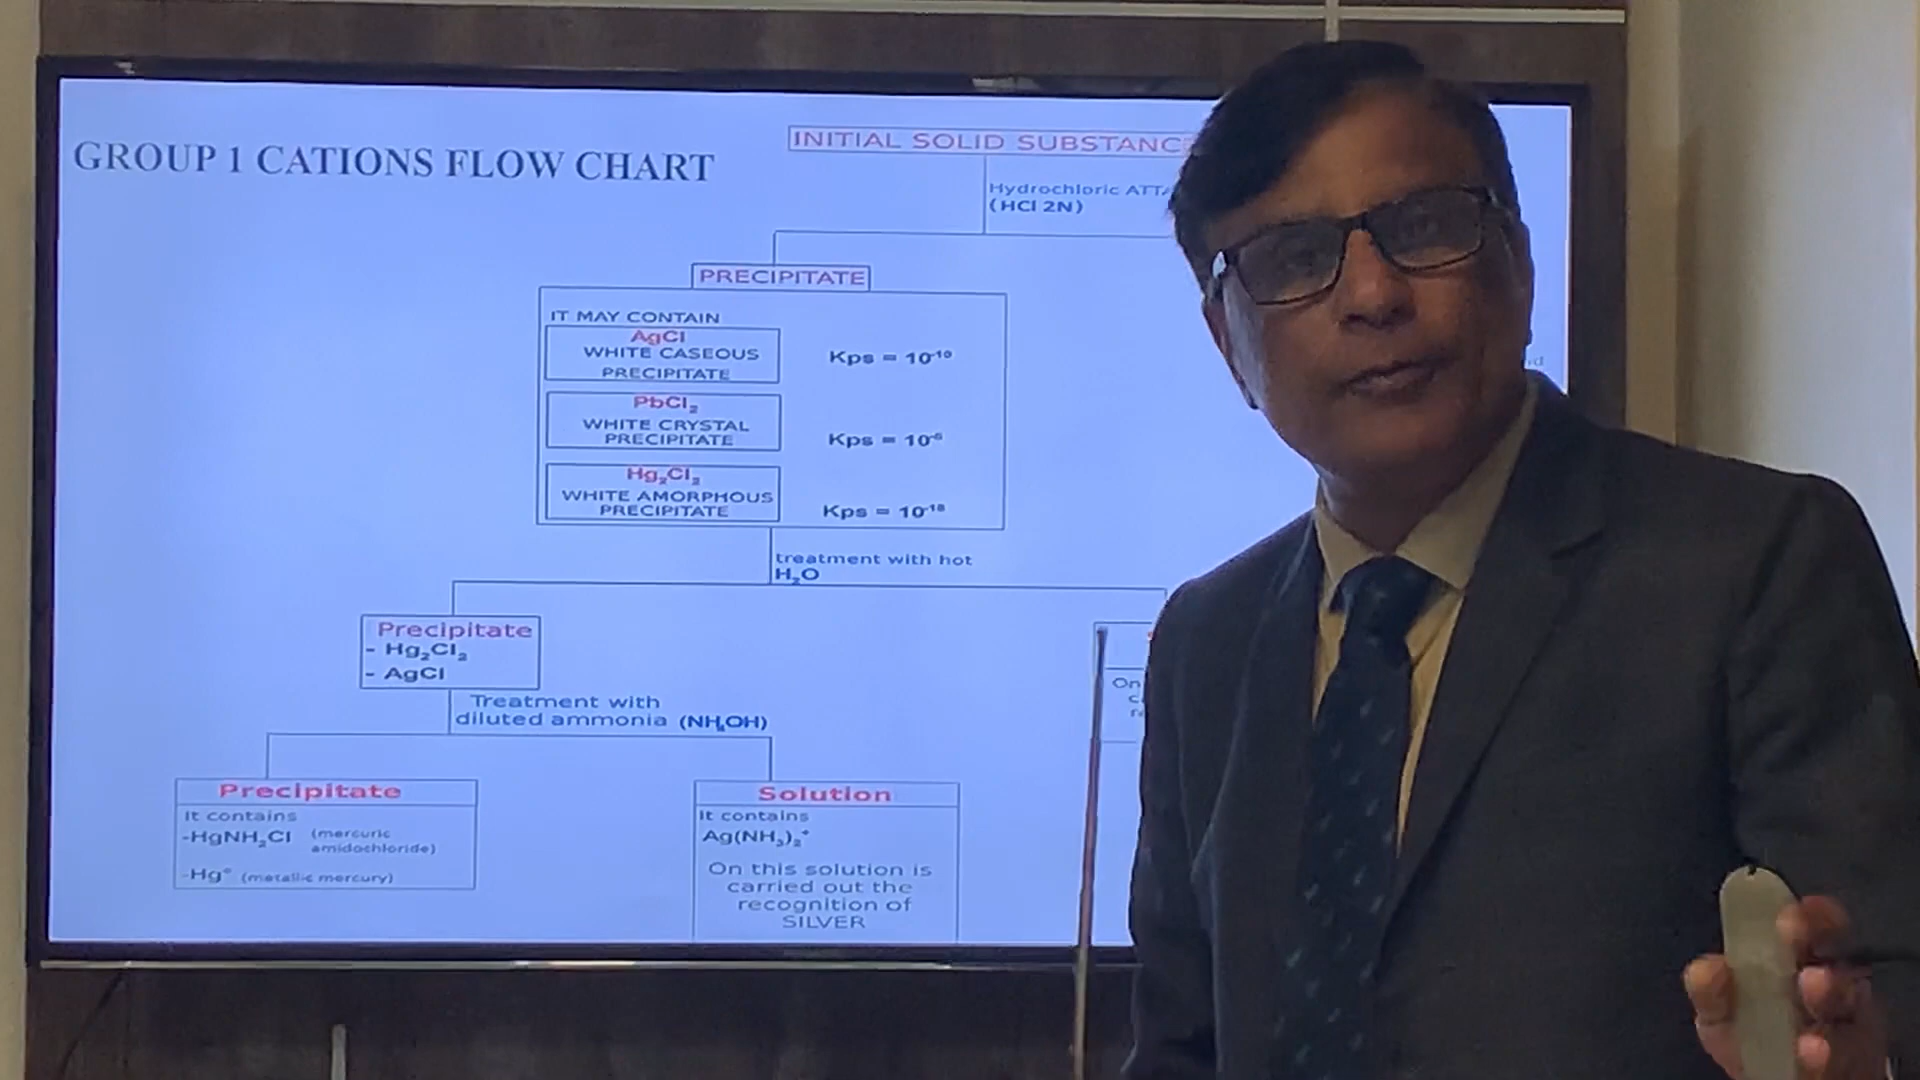 GROUP 1 CATIONS FLOW CHART
INITIAL SOLID SUBSTANC
Hydrochloric ATTA
(HCl 2N)
PRECIPITATE
IT MAY CONTAIN
AgCl
WHITE CASEOUS
PRECIPITATE
Kps = 10⁻¹⁰
PbCl₂
WHITE CRYSTAL
PRECIPITATE
Kps = 10
Hg₂Cl₂
WHITE AMORPHOUS
PRECIPITATE
Kps = 10⁻¹⁸
treatment with hot
H₂O
Precipitate
- Hg₂Cl₂
- AgCl
On
Treatment with
diluted ammonia (NH₄OH)
Precipitate
It contains
-HgNH₂Cl (mercuric
amidochloride)
-Hg° (metallic mercury)
Solution
It contains
Ag(NH₃)₂⁺
On this solution is
carried out the
recognition of
SILVER